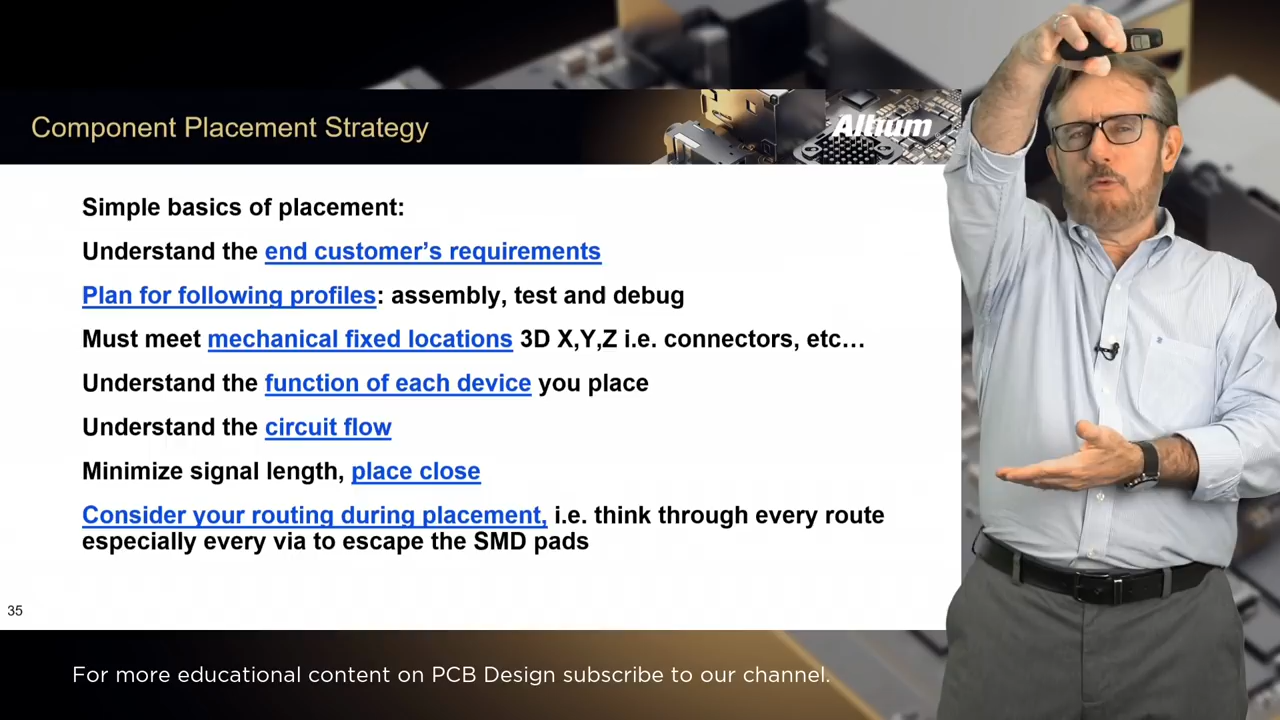 Component Placement Strategy
Altium
Simple basics of placement:
Understand the end customer’s requirements
Plan for following profiles: assembly, test and debug
Must meet mechanical fixed locations 3D X,Y,Z i.e. connectors, etc…
Understand the function of each device you place
Understand the circuit flow
Minimize signal length, place close
Consider your routing during placement, i.e. think through every route
especially every via to escape the SMD pads
35
For more educational content on PCB Design subscribe to our channel.